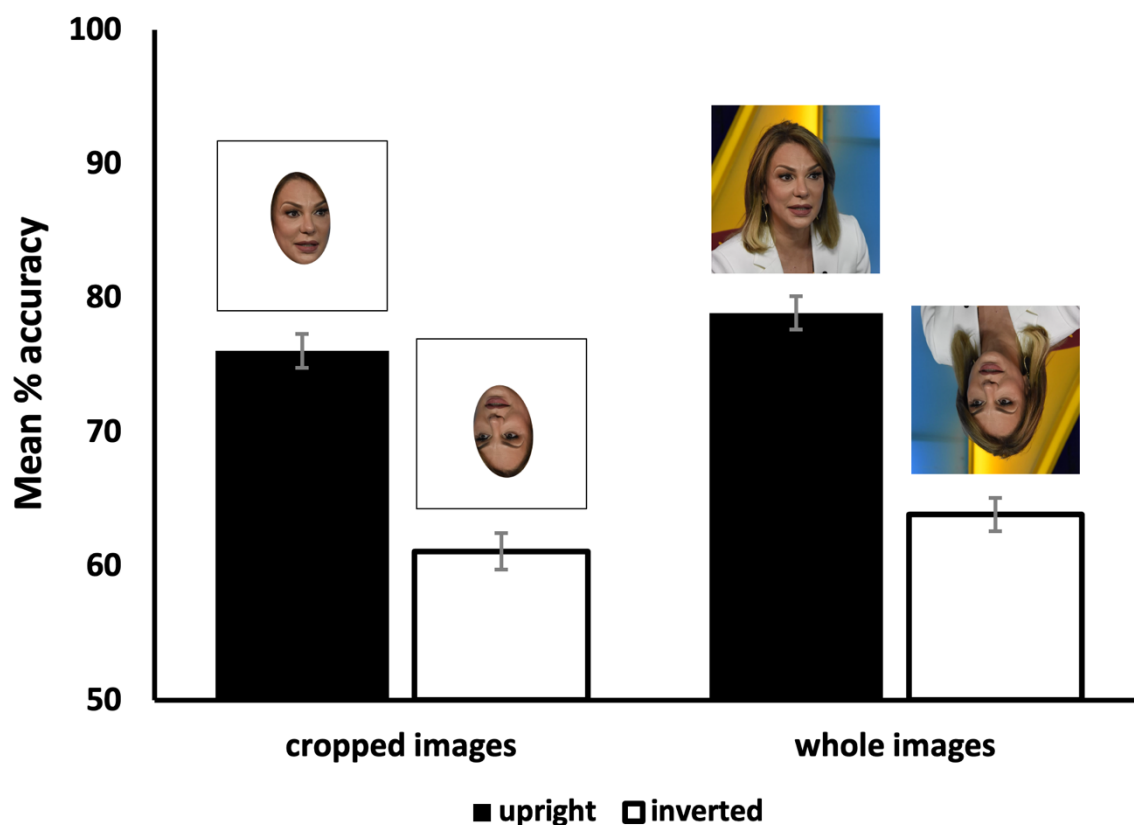 100
90
80
70
60
50
Mean % accuracy
cropped images
whole images
upright
inverted